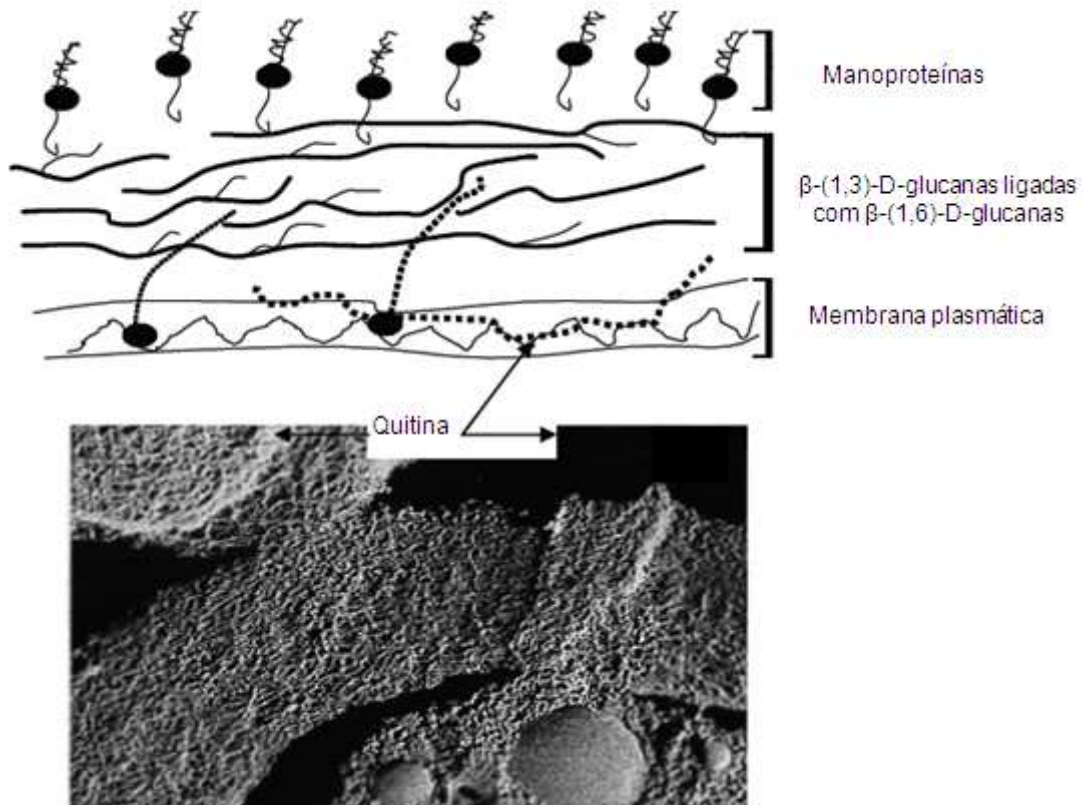 Manoproteínas
β-(1,3)-D-glucanas ligadas
com β-(1,6)-D-glucanas
Membrana plasmática
Quitina